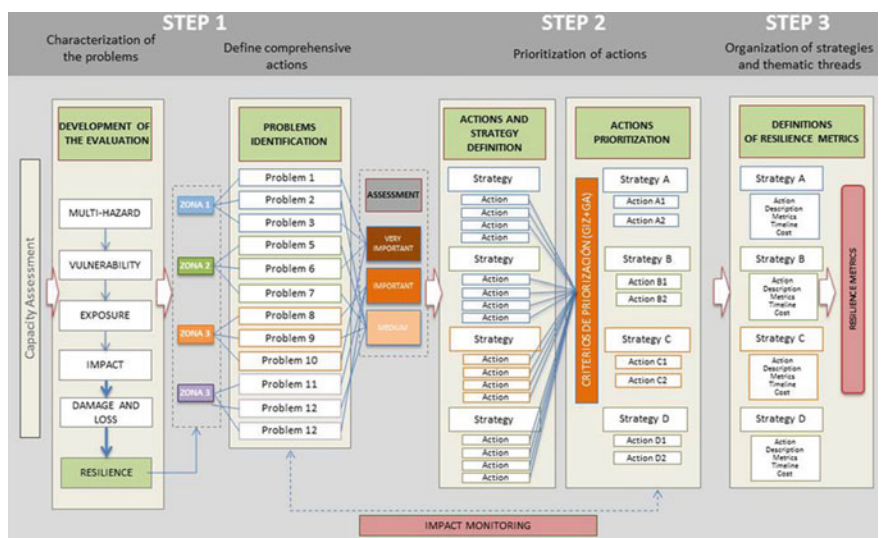 STEP 1
STEP 2
STEP 3
Characterization of
the problems
Define comprehensive
actions
Prioritization of actions
Organization of strategies
and thematic threads
Capacity Assessment
DEVELOPMENT OF
THE EVALUATION
MULTI-HAZARD
VULNERABILITY
EXPOSURE
IMPACT
DAMAGE AND
LOSS
RESILIENCE
ZONA 1
ZONA 2
ZONA 3
ZONA 3
PROBLEMS
IDENTIFICATION
Problem 1
Problem 2
Problem 3
Problem 5
Problem 6
Problem 7
Problem 8
Problem 9
Problem 10
Problem 11
Problem 12
Problem 12
ASSESSMENT
VERY
IMPORTANT
IMPORTANT
MEDIUM
ACTIONS AND
STRATEGY
DEFINITION
Strategy
Action
Action
Action
Action
Strategy
Action
Action
Action
Action
Strategy
Action
Action
Action
Action
Strategy
Action
Action
Action
Action
CRITERIOS DE PRIORIZACIÓN (GIZ+GA)
ACTIONS
PRIORITIZATION
Strategy A
Action A1
Action A2
Strategy B
Action B1
Action B2
Strategy C
Action C1
Action C2
Strategy D
Action D1
Action D2
DEFINITIONS
OF RESILIENCE METRICS
Strategy A
Action
Description
Metrics
Timeline
Cost
Strategy B
Action
Description
Metrics
Timeline
Cost
Strategy C
Action
Description
Metrics
Timeline
Cost
Strategy D
Action
Description
Metrics
Timeline
Cost
RESILIENCE METRICS
IMPACT MONITORING